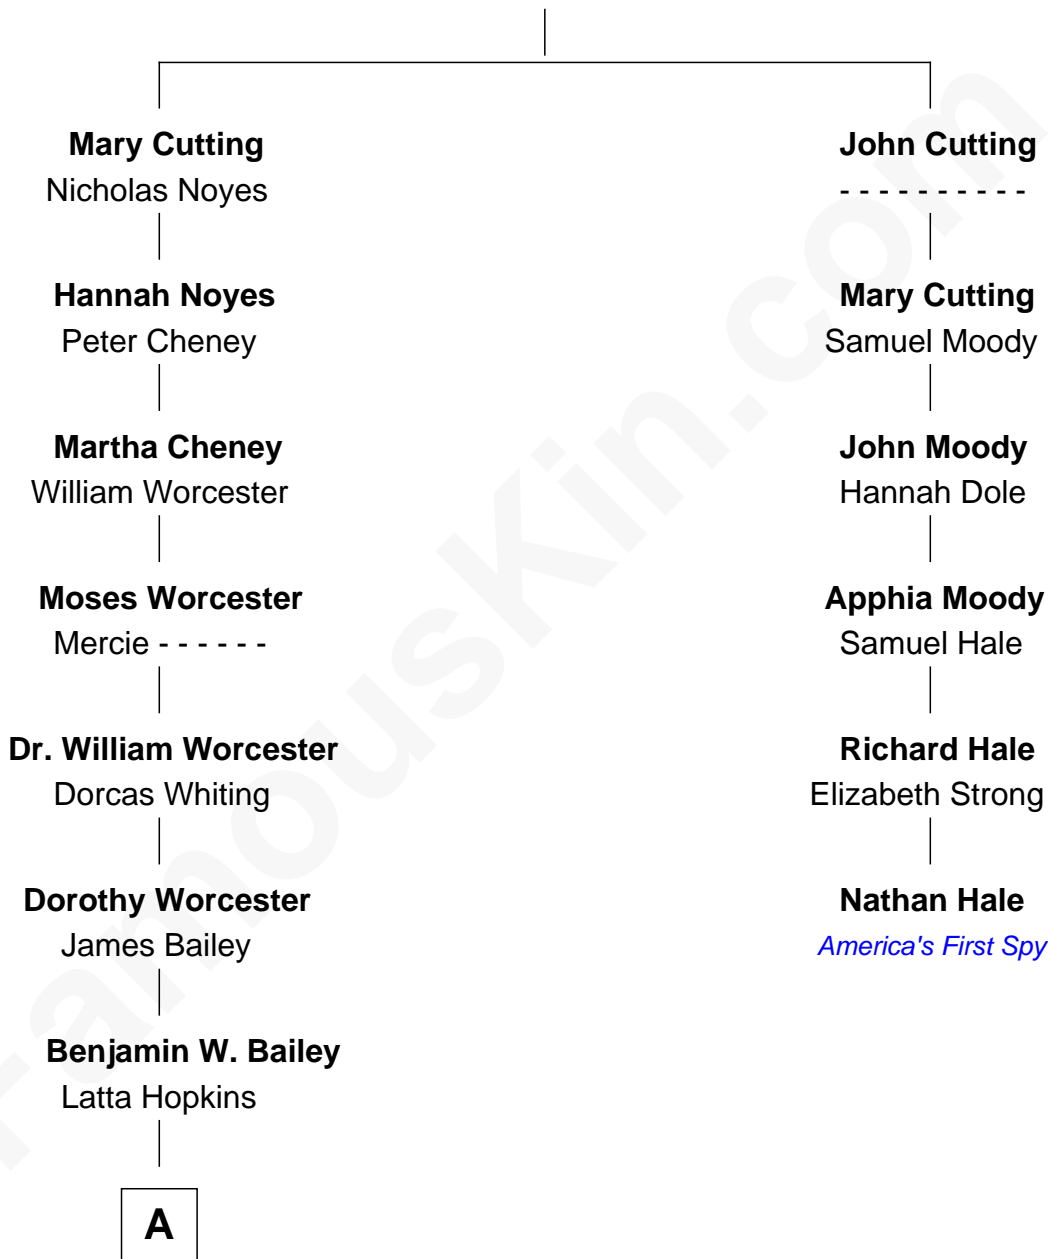 Mary Cutting
Nicholas Noyes
Hannah Noyes
Peter Cheney
Martha Cheney
William Worcester
Moses Worcester
Mercie - - - - - -
Dr. William Worcester
Dorcas Whiting
Dorothy Worcester
James Bailey
Benjamin W. Bailey
Latta Hopkins
A
John Cutting
- - - - - - - - - -
Mary Cutting
Samuel Moody
John Moody
Hannah Dole
Apphia Moody
Samuel Hale
Richard Hale
Elizabeth Strong
Nathan Hale
America's First Spy
FamousKin.com